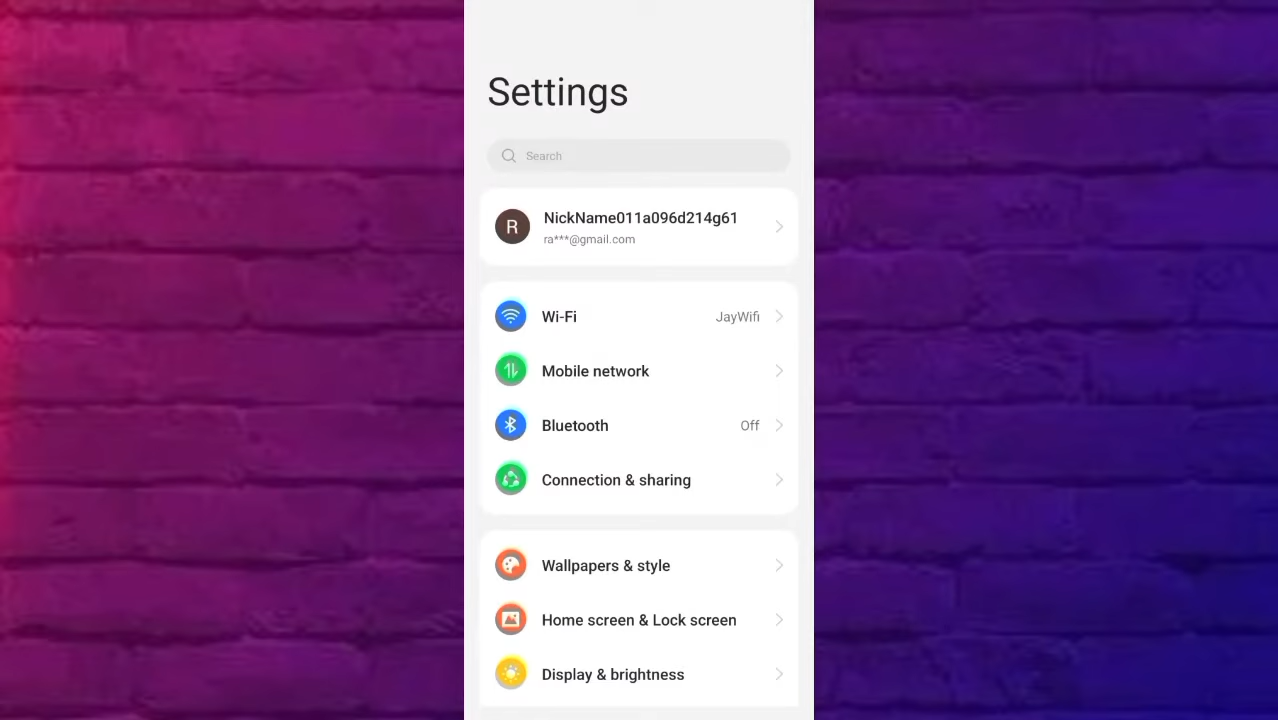 Settings
Search
R
NickName011a096d214g61
ra***@gmail.com
Wi-Fi JayWifi
Mobile network
Bluetooth Off
Connection & sharing
Wallpapers & style
Home screen & Lock screen
Display & brightness